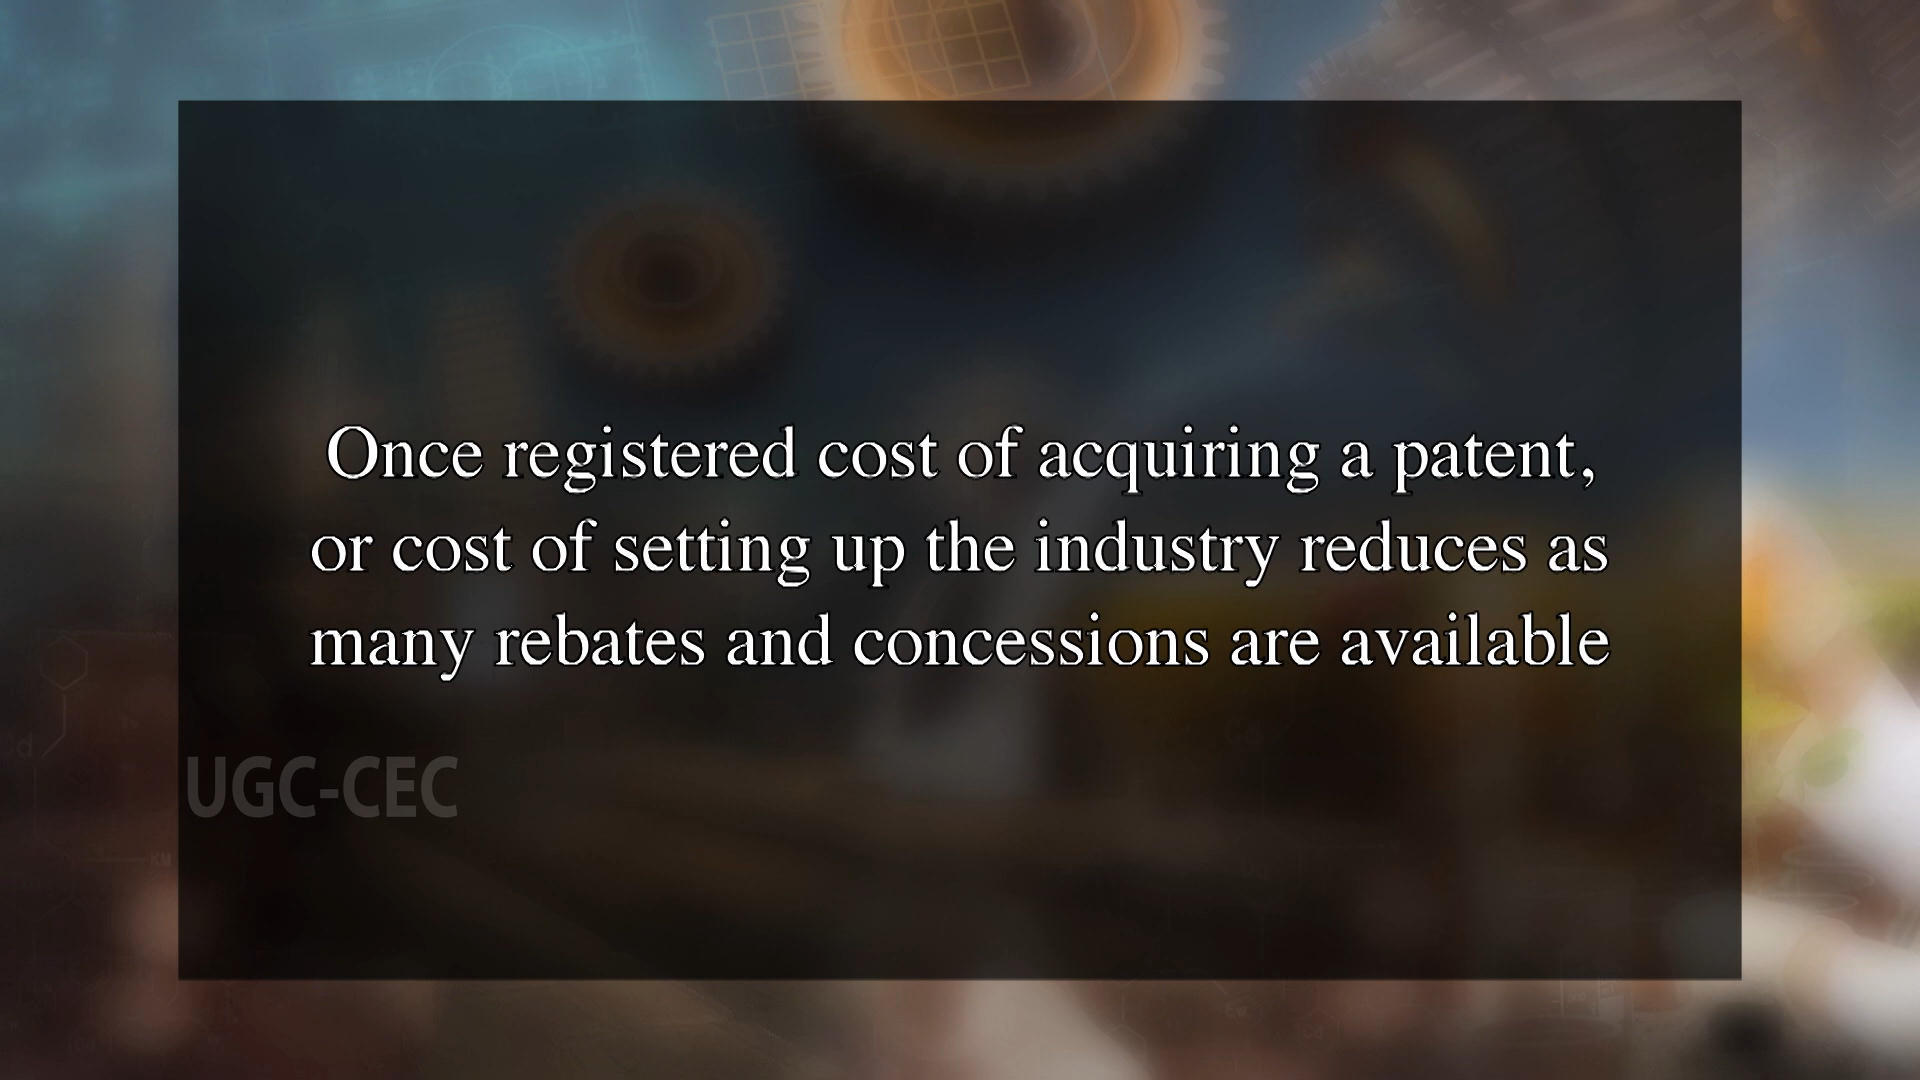 Once registered cost of acquiring a patent,
or cost of setting up the industry reduces as
many rebates and concessions are available
UGC-CEC